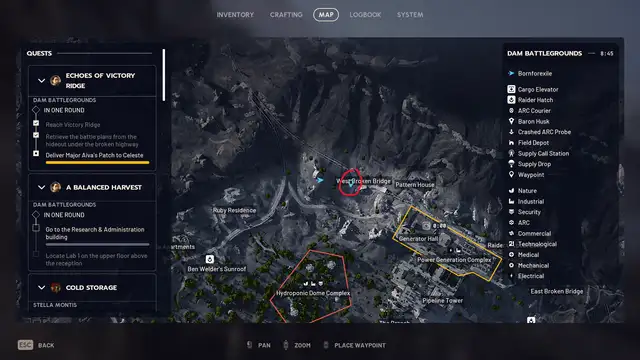 INVENTORY
CRAFTING
MAP
LOGBOOK
SYSTEM
QUESTS
ECHOES OF VICTORY
RIDGE
DAM BATTLEGROUNDS
IN ONE ROUND
Reach Victory Ridge
Retrieve the battle plans from the
hideout under the broken highway
Deliver Major Aiva's Patch to Celeste
A BALANCED HARVEST
DAM BATTLEGROUNDS
IN ONE ROUND
Go to the Research & Administration
building
Locate Lab 1 on the upper floor above
the reception
COLD STORAGE
STELLA MONTIS
West Broken Bridge
Pattern House
Ruby Residence
0:00
Generator Hall
Power Generation Complex
Ben Welder's Sunroof
Hydroponic Dome Complex
Pipeline Tower
East Broken Bridge
DAM BATTLEGROUNDS
8:45
Bornforexile
Cargo Elevator
Raider Hatch
ARC Courier
Baron Husk
Crashed ARC Probe
Field Depot
Supply Call Station
Supply Drop
Waypoint
Nature
Industrial
Security
ARC
Commercial
Technological
Medical
Mechanical
Electrical
ESC BACK
PAN
ZOOM
PLACE WAYPOINT